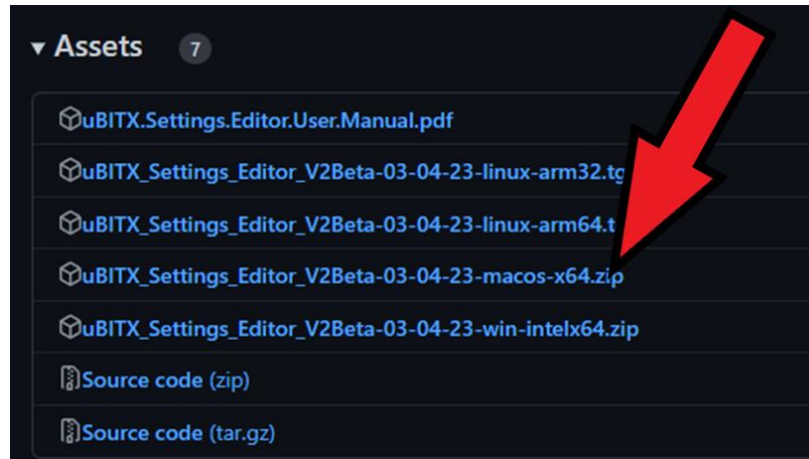 Assets 7
uBITX.Settings.Editor.User.Manual.pdf
uBITX_Settings_Editor_V2Beta-03-04-23-linux-arm32.tg
uBITX_Settings_Editor_V2Beta-03-04-23-linux-arm64.t
uBITX_Settings_Editor_V2Beta-03-04-23-macos-x64.zip
uBITX_Settings_Editor_V2Beta-03-04-23-win-intelx64.zip
Source code (zip)
Source code (tar.gz)